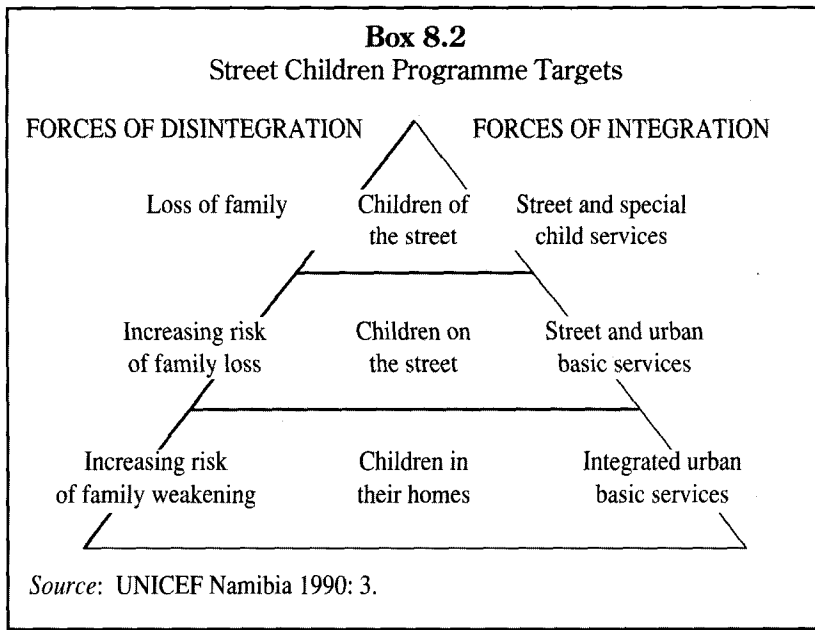 Box 8.2
Street Children Programme Targets
FORCES OF DISINTEGRATION
FORCES OF INTEGRATION
Loss of family
Children of
the street
Street and special
child services
Increasing risk
of family loss
Children on
the street
Street and urban
basic services
Increasing risk
of family weakening
Children in
their homes
Integrated urban
basic services
Source: UNICEF Namibia 1990: 3.